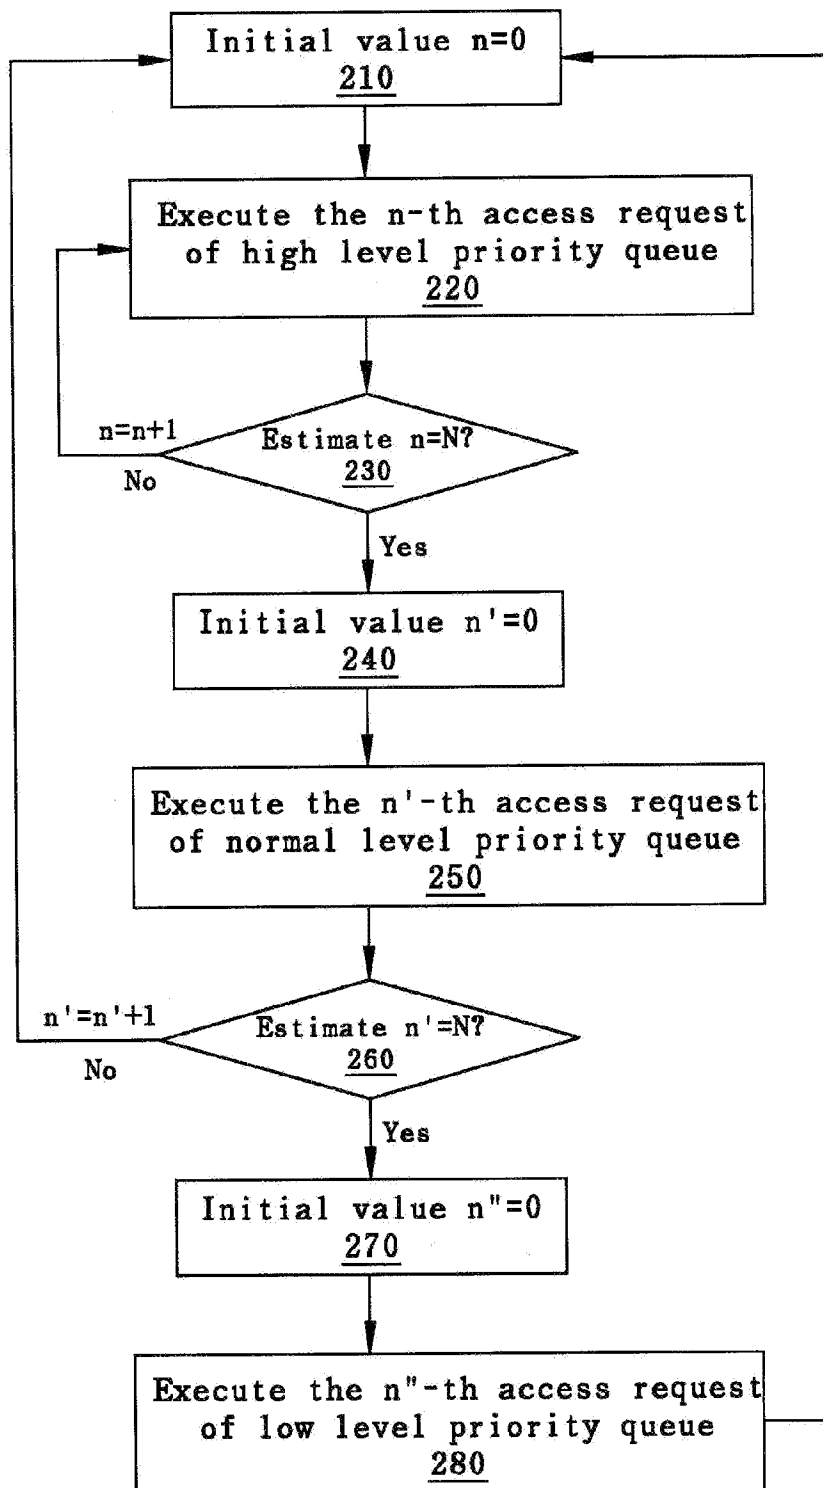 Initial value n=0
210
Execute the n-th access request
of high level priority queue
220
n=n+1
No
Estimate n=N?
230
Yes
Initial value n'=0
240
Execute the n'-th access request
of normal level priority queue
250
n'=n'+1
No
Estimate n'=N?
260
Yes
Initial value n"=0
270
Execute the n"-th access request
of low level priority queue
280